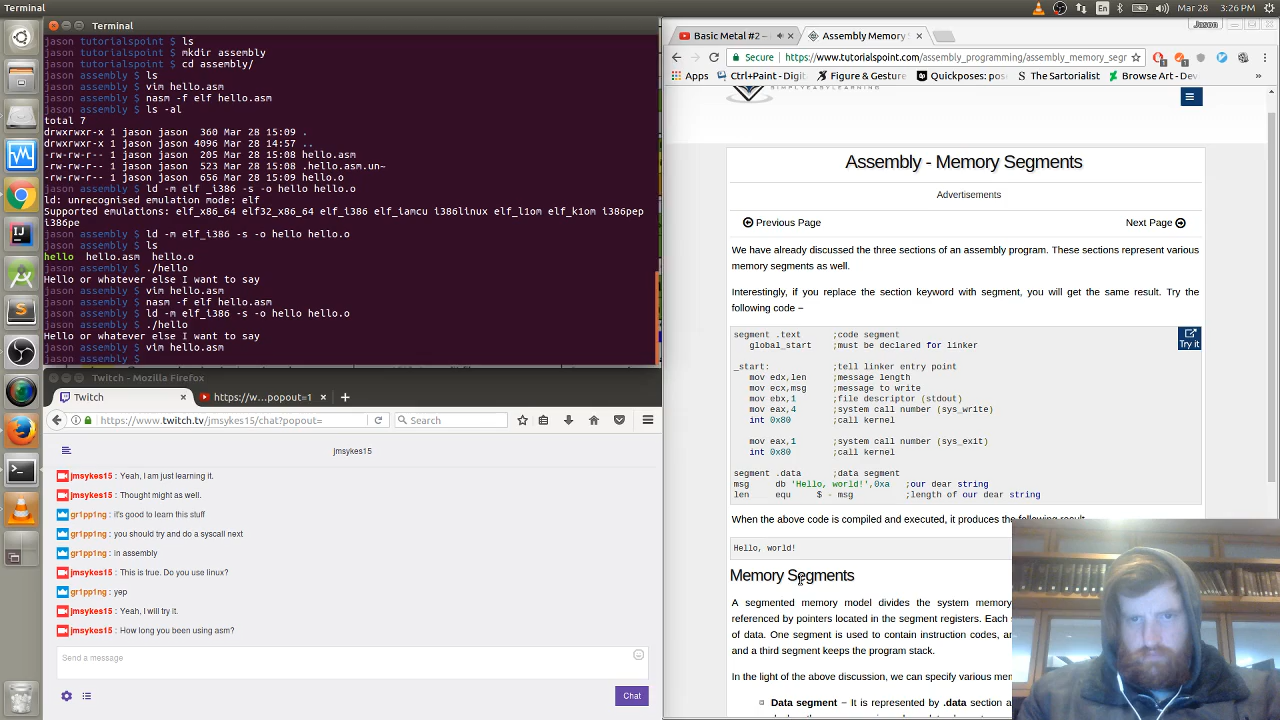 Terminal
En
Mar 28
3:26 PM
Terminal
jason tutorialspoint $ ls
jason tutorialspoint $ mkdir assembly
jason tutorialspoint $ cd assembly/
jason assembly $ ls
jason assembly $ vim hello.asm
jason assembly $ nasm -f elf hello.asm
jason assembly $ ls -al
total 7
drwxrwxr-x 1 jason jason 360 Mar 28 15:09 .
drwxrwxr-x 1 jason jason 4096 Mar 28 14:57 ..
-rw-rw-r-- 1 jason jason 205 Mar 28 15:08 hello.asm
-rw-rw-r-- 1 jason jason 523 Mar 28 15:08 .hello.asm.un~
-rw-rw-r-- 1 jason jason 656 Mar 28 15:09 hello.o
jason assembly $ ld -m elf _i386 -s -o hello hello.o
ld: unrecognised emulation mode: elf
Supported emulations: elf_x86_64 elf32_x86_64 elf_i386 elf_iamcu i386linux elf_l1om elf_k1om i386pep
i386pe
jason assembly $ ld -m elf_i386 -s -o hello hello.o
jason assembly $ ls
hello hello.asm hello.o
jason assembly $ ./hello
Hello or whatever else I want to say
jason assembly $ vim hello.asm
jason assembly $ nasm -f elf hello.asm
jason assembly $ ld -m elf_i386 -s -o hello hello.o
jason assembly $ ./hello
Hello or whatever else I want to say
jason assembly $ vim hello.asm
jason assembly $
Twitch - Mozilla Firefox
Twitch
https://w...popout=1
https://www.twitch.tv/jmsykes15/chat?popout=
Search
jmsykes15
jmsykes15: Yeah, I am just learning it.
jmsykes15: Thought might as well.
gr1pp1ng: it's good to learn this stuff
gr1pp1ng: you should try and do a syscall next
gr1pp1ng: in assembly
jmsykes15: This is true. Do you use linux?
gr1pp1ng: yep
jmsykes15: Yeah, I will try it.
jmsykes15: How long you been using asm?
Send a message
Chat
Jason
Basic Metal #2 –
Assembly Memory S
Secure
https://www.tutorialspoint.com/assembly_programming/assembly_memory_segr
Apps
Ctrl+Paint - Digit
Figure & Gesture
Quickposes: pos
The Sartorialist
Browse Art - Dev
»
SIMPLYEASYLEARNING
Assembly - Memory Segments
Advertisements
Previous Page
Next Page
We have already discussed the three sections of an assembly program. These sections represent various
memory segments as well.
Interestingly, if you replace the section keyword with segment, you will get the same result. Try the
following code −
Try it
segment .text ;code segment
global_start ;must be declared for linker
_start: ;tell linker entry point
mov edx,len ;message length
mov ecx,msg ;message to write
mov ebx,1 ;file descriptor (stdout)
mov eax,4 ;system call number (sys_write)
int 0x80 ;call kernel
mov eax,1 ;system call number (sys_exit)
int 0x80 ;call kernel
segment .data ;data segment
msg db 'Hello, world!',0xa ;our dear string
len equ $ - msg ;length of our dear string
When the above code is compiled and executed, it produces the following result
Hello, world!
Memory Segments
A segmented memory model divides the system memory
referenced by pointers located in the segment registers. Each
of data. One segment is used to contain instruction codes,
and a third segment keeps the program stack.
In the light of the above discussion, we can specify various
Data segment − It is represented by .data section